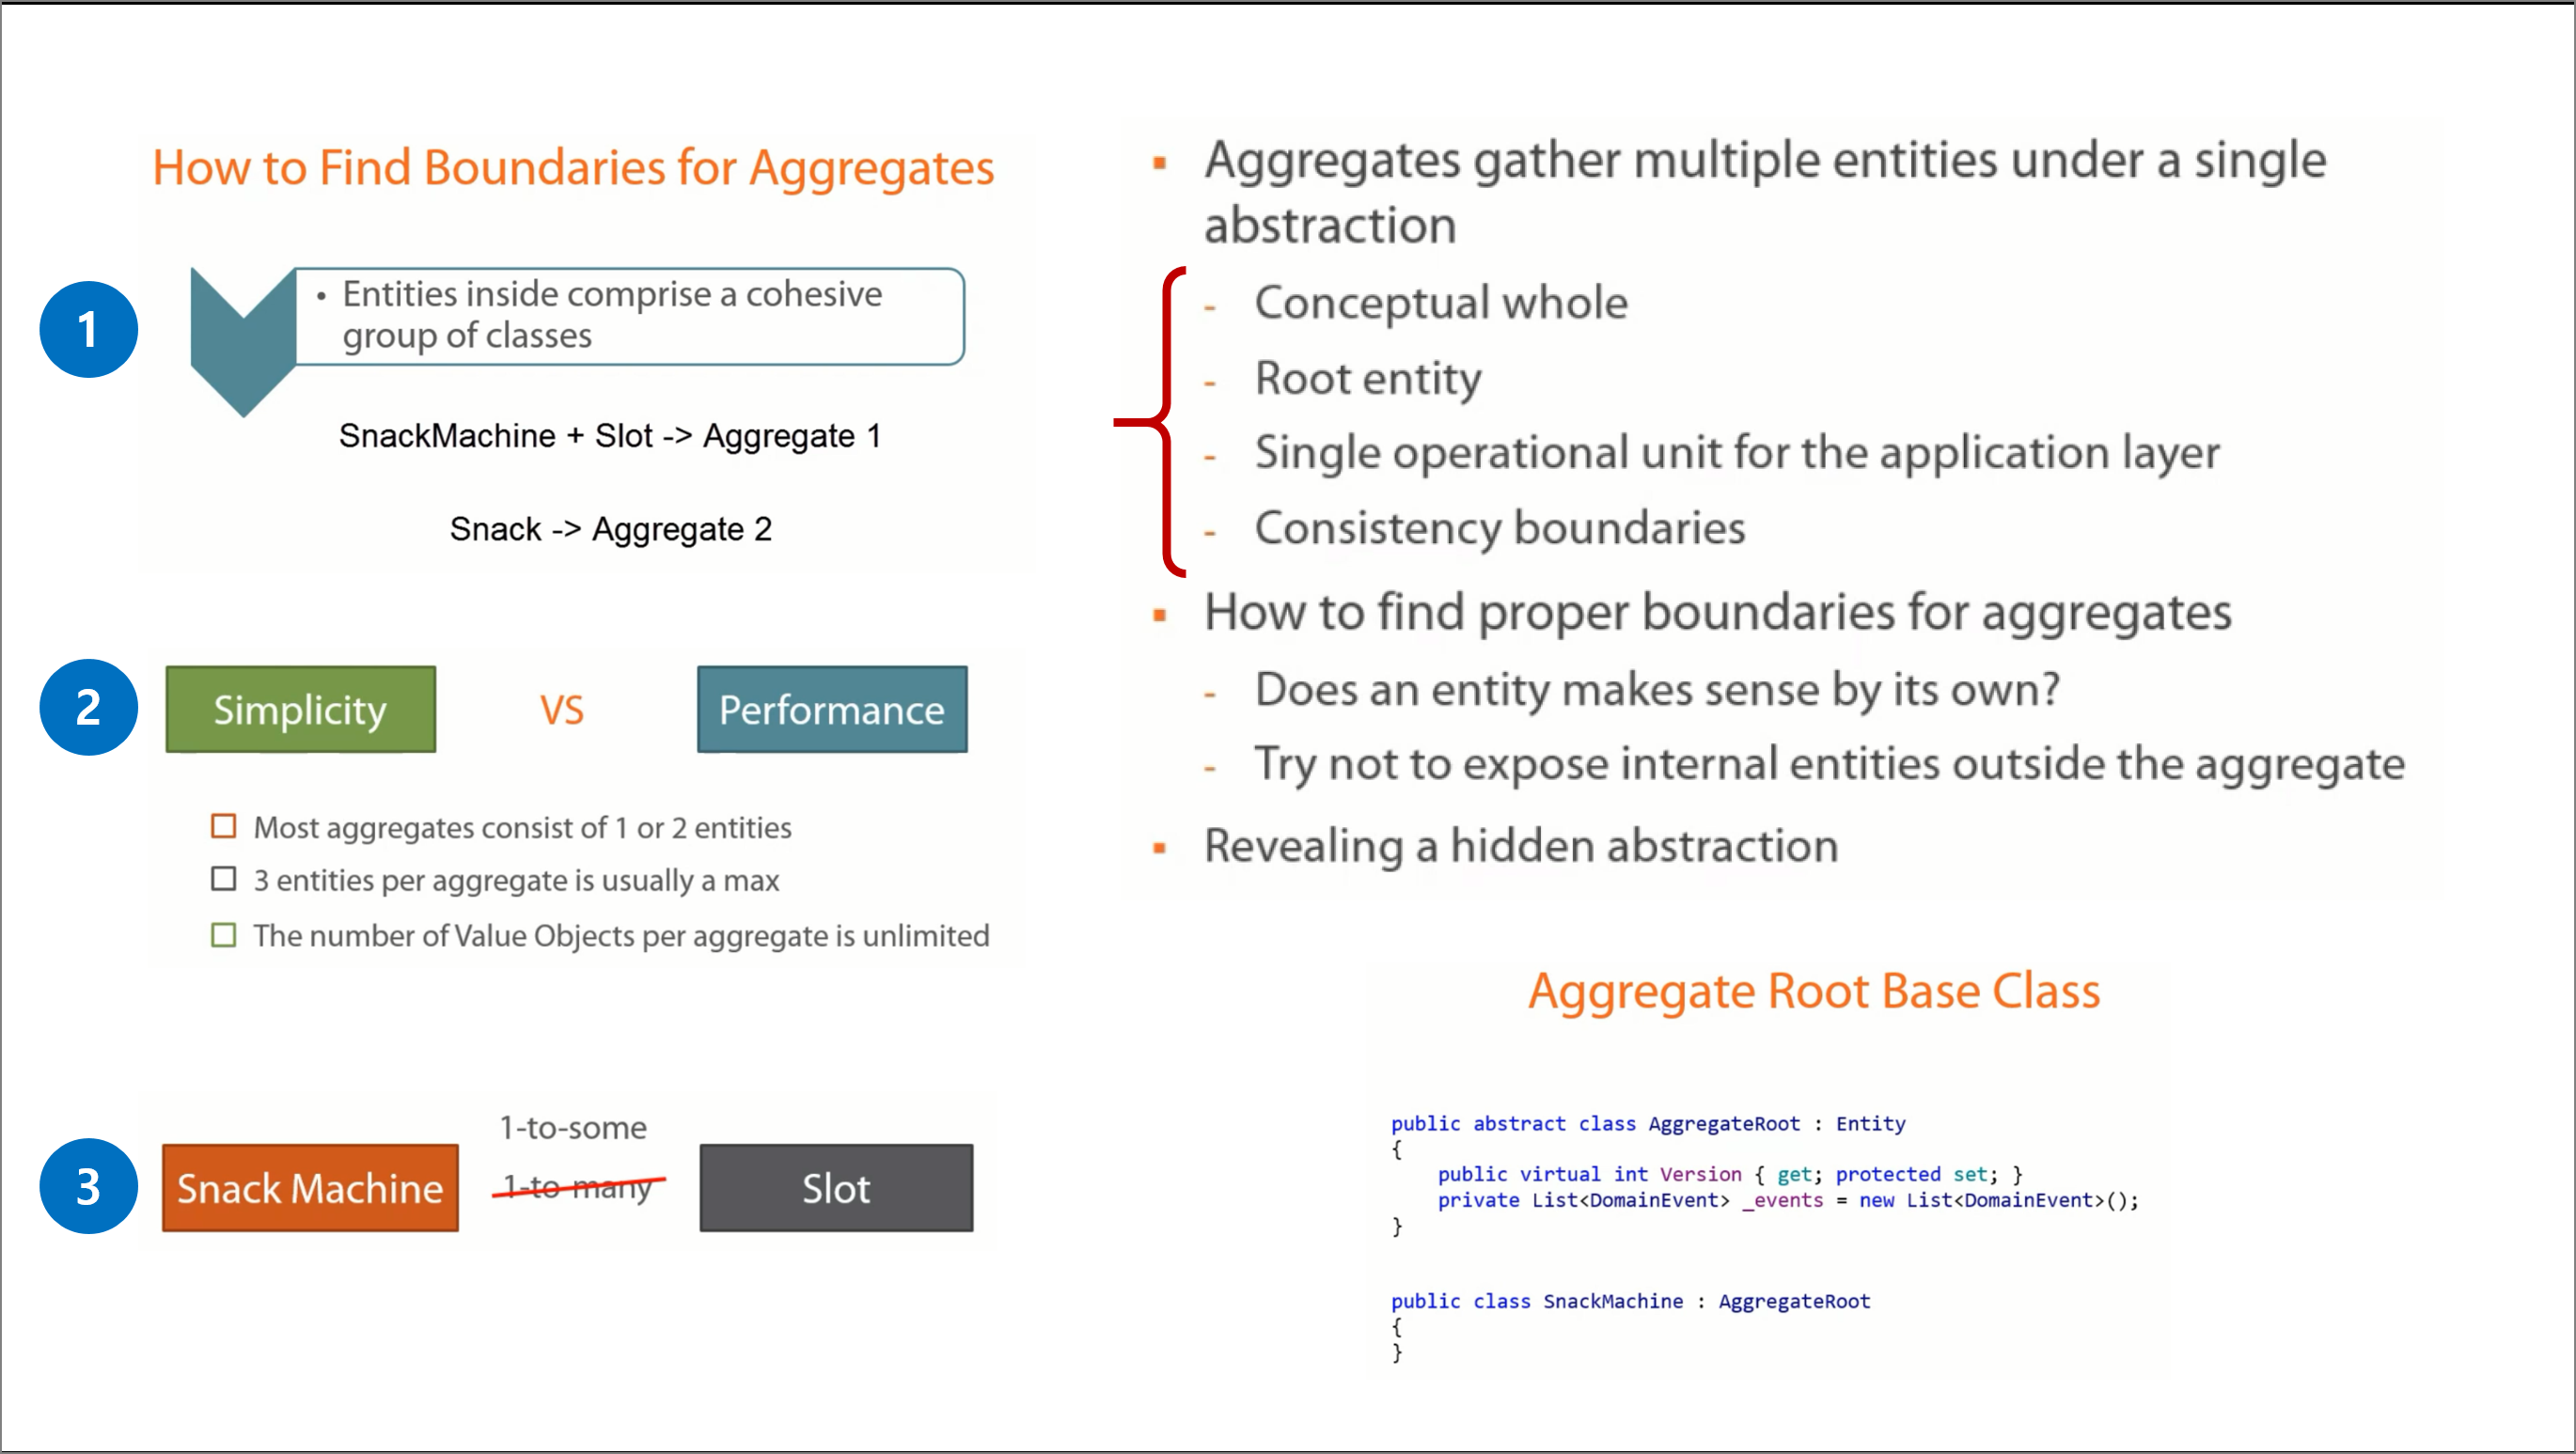 How to Find Boundaries for Aggregates
1
• Entities inside comprise a cohesive
group of classes
SnackMachine + Slot -> Aggregate 1
Snack -> Aggregate 2
2
Simplicity
VS
Performance
Most aggregates consist of 1 or 2 entities
3 entities per aggregate is usually a max
The number of Value Objects per aggregate is unlimited
3
Snack Machine
1-to-some
1-to-many
Slot
▪ Aggregates gather multiple entities under a single
abstraction
- Conceptual whole
- Root entity
- Single operational unit for the application layer
- Consistency boundaries
▪ How to find proper boundaries for aggregates
- Does an entity makes sense by its own?
- Try not to expose internal entities outside the aggregate
▪ Revealing a hidden abstraction
Aggregate Root Base Class
public abstract class AggregateRoot : Entity
{
public virtual int Version { get; protected set; }
private List<DomainEvent> _events = new List<DomainEvent>();
}
public class SnackMachine : AggregateRoot
{
}